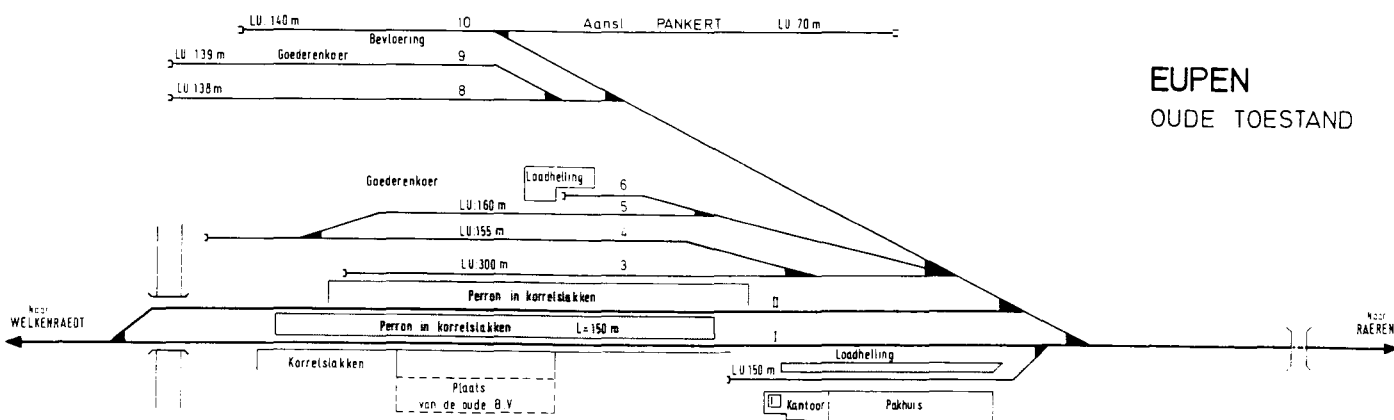 LU: 140 m 10 Aansl PANKERT LU 70 m
Bevloering
LU: 139 m Goederenkoer 9
LU: 138 m 8
EUPEN
OUDE TOESTAND
Goederenkoer Laadhelling 6
LU: 160 m 5
LU: 155 m 4
LU: 300 m 3
Perron in korrelslakken II
Naar
WELKENRAEDT
Perron in korrelslakken L=150 m I
Naar
RAEREN
Korrelslakken Laadhelling
LU 150 m
Plaats
van de oude B.V
Kantoor Pakhuis